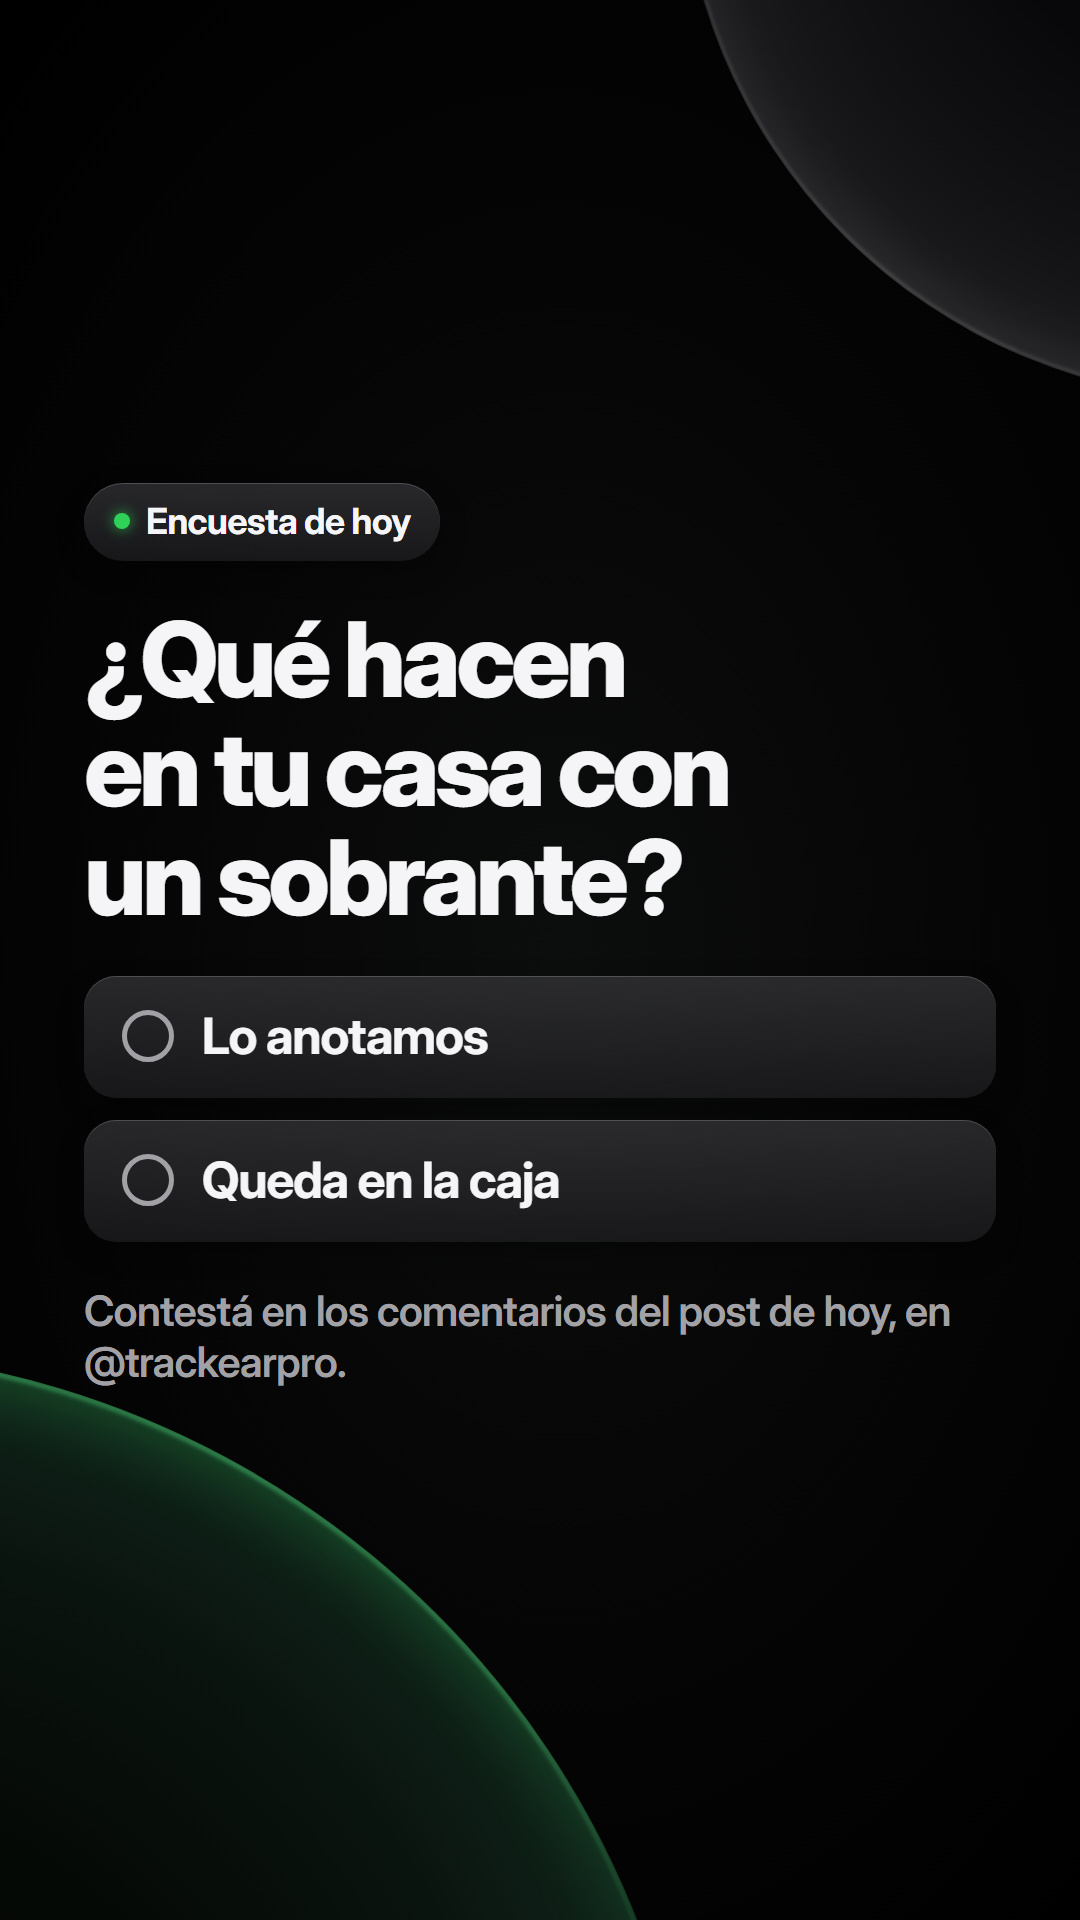 Encuesta de hoy
¿Qué hacen
en tu casa con
un sobrante?
Lo anotamos
Queda en la caja
Contestá en los comentarios del post de hoy, en
@trackearpro.